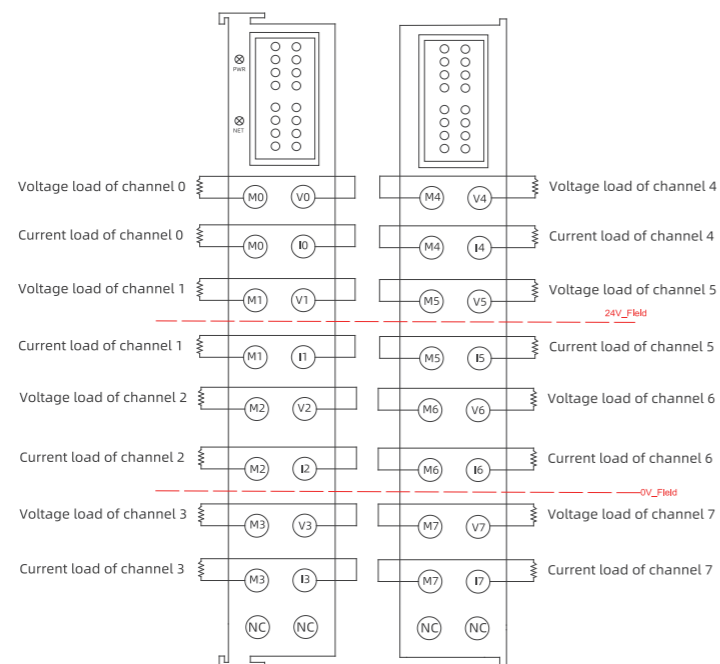 PWR
NET
Voltage load of channel 0
M0 V0
M4 V4
Voltage load of channel 4
Current load of channel 0
M0 I0
M4 I4
Current load of channel 4
Voltage load of channel 1
M1 V1
M5 V5
Voltage load of channel 5
24V_Field
Current load of channel 1
M1 I1
M5 I5
Current load of channel 5
Voltage load of channel 2
M2 V2
M6 V6
Voltage load of channel 6
Current load of channel 2
M2 I2
M6 I6
Current load of channel 6
0V_Field
Voltage load of channel 3
M3 V3
M7 V7
Voltage load of channel 7
Current load of channel 3
M3 I3
M7 I7
Current load of channel 7
NC NC
NC NC